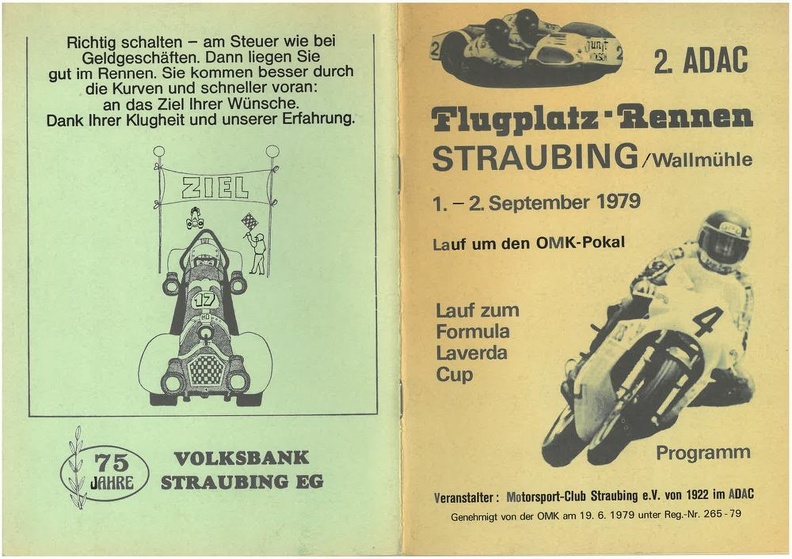 Richtig schalten – am Steuer wie bei
Geldgeschäften. Dann liegen Sie
gut im Rennen. Sie kommen besser durch
die Kurven und schneller voran:
an das Ziel Ihrer Wünsche.
Dank Ihrer Klugheit und unserer Erfahrung.
ZIEL
17
75
JAHRE
VOLKSBANK
STRAUBING EG
2
2
2. ADAC
Flugplatz-Rennen
STRAUBING/Wallmühle
1. – 2. September 1979
Lauf um den OMK-Pokal
Lauf zum
Formula
Laverda
Cup
4
Programm
Veranstalter: Motorsport-Club Straubing e.V. von 1922 im ADAC
Genehmigt von der OMK am 19. 6. 1979 unter Reg.-Nr. 265-79